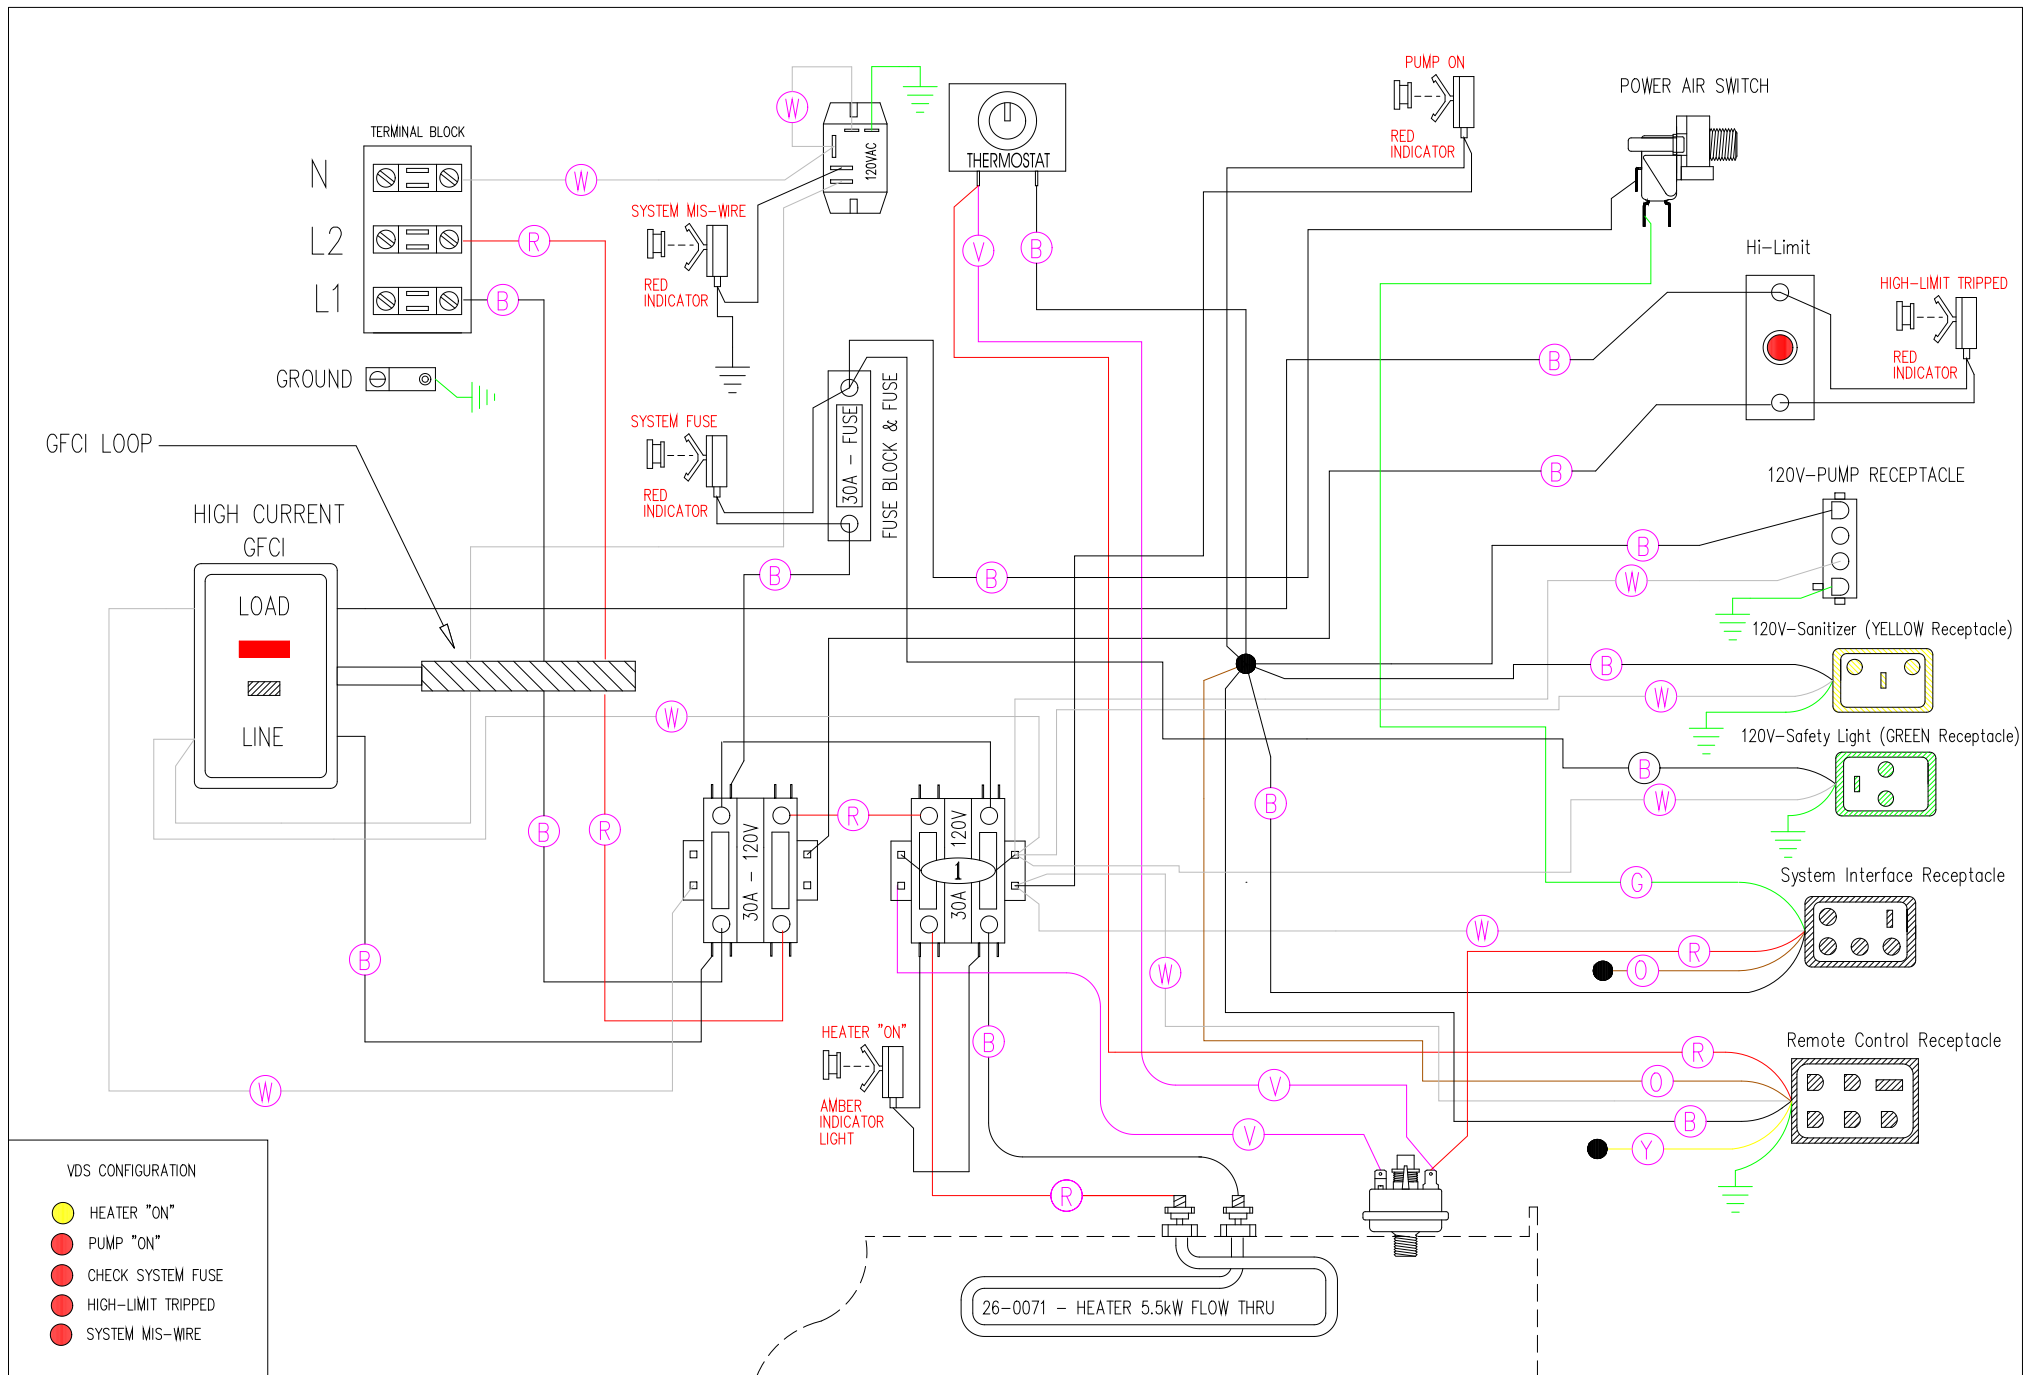 PUMP ON
RED
INDICATOR
POWER AIR SWITCH
TERMINAL BLOCK
N
L2
L1
W
R
B
W
120VAC
THERMOSTAT
V
B
SYSTEM MIS-WIRE
RED
INDICATOR
Hi-Limit
HIGH-LIMIT TRIPPED
RED
INDICATOR
B
B
GROUND
GFCI LOOP
SYSTEM FUSE
RED
INDICATOR
30A - FUSE
FUSE BLOCK & FUSE
B
B
HIGH CURRENT
GFCI
LOAD
LINE
120V-PUMP RECEPTACLE
B
W
120V-Sanitizer (YELLOW Receptacle)
B
W
120V-Safety Light (GREEN Receptacle)
B
W
W
B
R
B
R
B
30A - 120V
30A 120V
1
System Interface Receptacle
G
W
R
O
W
B
W
HEATER "ON"
AMBER
INDICATOR
LIGHT
B
Remote Control Receptacle
R
O
B
Y
V
V
R
26-0071 - HEATER 5.5kW FLOW THRU
VDS CONFIGURATION
HEATER "ON"
PUMP "ON"
CHECK SYSTEM FUSE
HIGH-LIMIT TRIPPED
SYSTEM MIS-WIRE